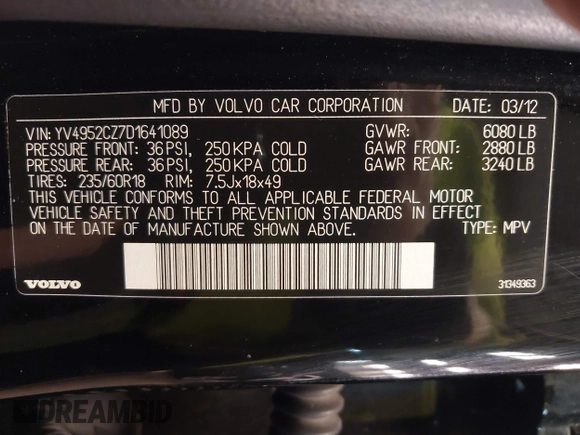 MFD BY VOLVO CAR CORPORATION DATE: 03/12
VIN: YV4952CZ7D1641089 GVWR: 6080 LB
PRESSURE FRONT: 36 PSI, 250 KPA COLD GAWR FRONT: 2880 LB
PRESSURE REAR: 36 PSI, 250 KPA COLD GAWR REAR: 3240 LB
TIRES: 235/60R18 RIM: 7.5Jx18x49
THIS VEHICLE CONFORMS TO ALL APPLICABLE FEDERAL MOTOR
VEHICLE SAFETY AND THEFT PREVENTION STANDARDS IN EFFECT
ON THE DATE OF MANUFACTURE SHOWN ABOVE. TYPE: MPV
VOLVO 31349363
DREAMBID